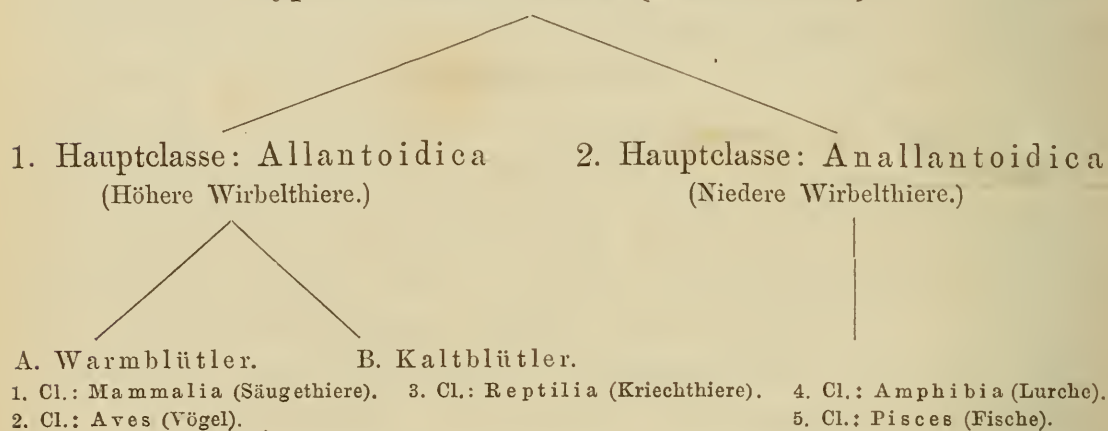 1. Hauptclasse: Allantoidica
(Höhere Wirbelthiere.)
2. Hauptclasse: Anallantoidica
(Niedere Wirbelthiere.)
A. Warmblütler.
B. Kaltblütler.
1. Cl.: Mammalia (Säugethiere).
2. Cl.: Aves (Vögel).
3. Cl.: Reptilia (Kriechthiere).
4. Cl.: Amphibia (Lurche).
5. Cl.: Pisces (Fische).